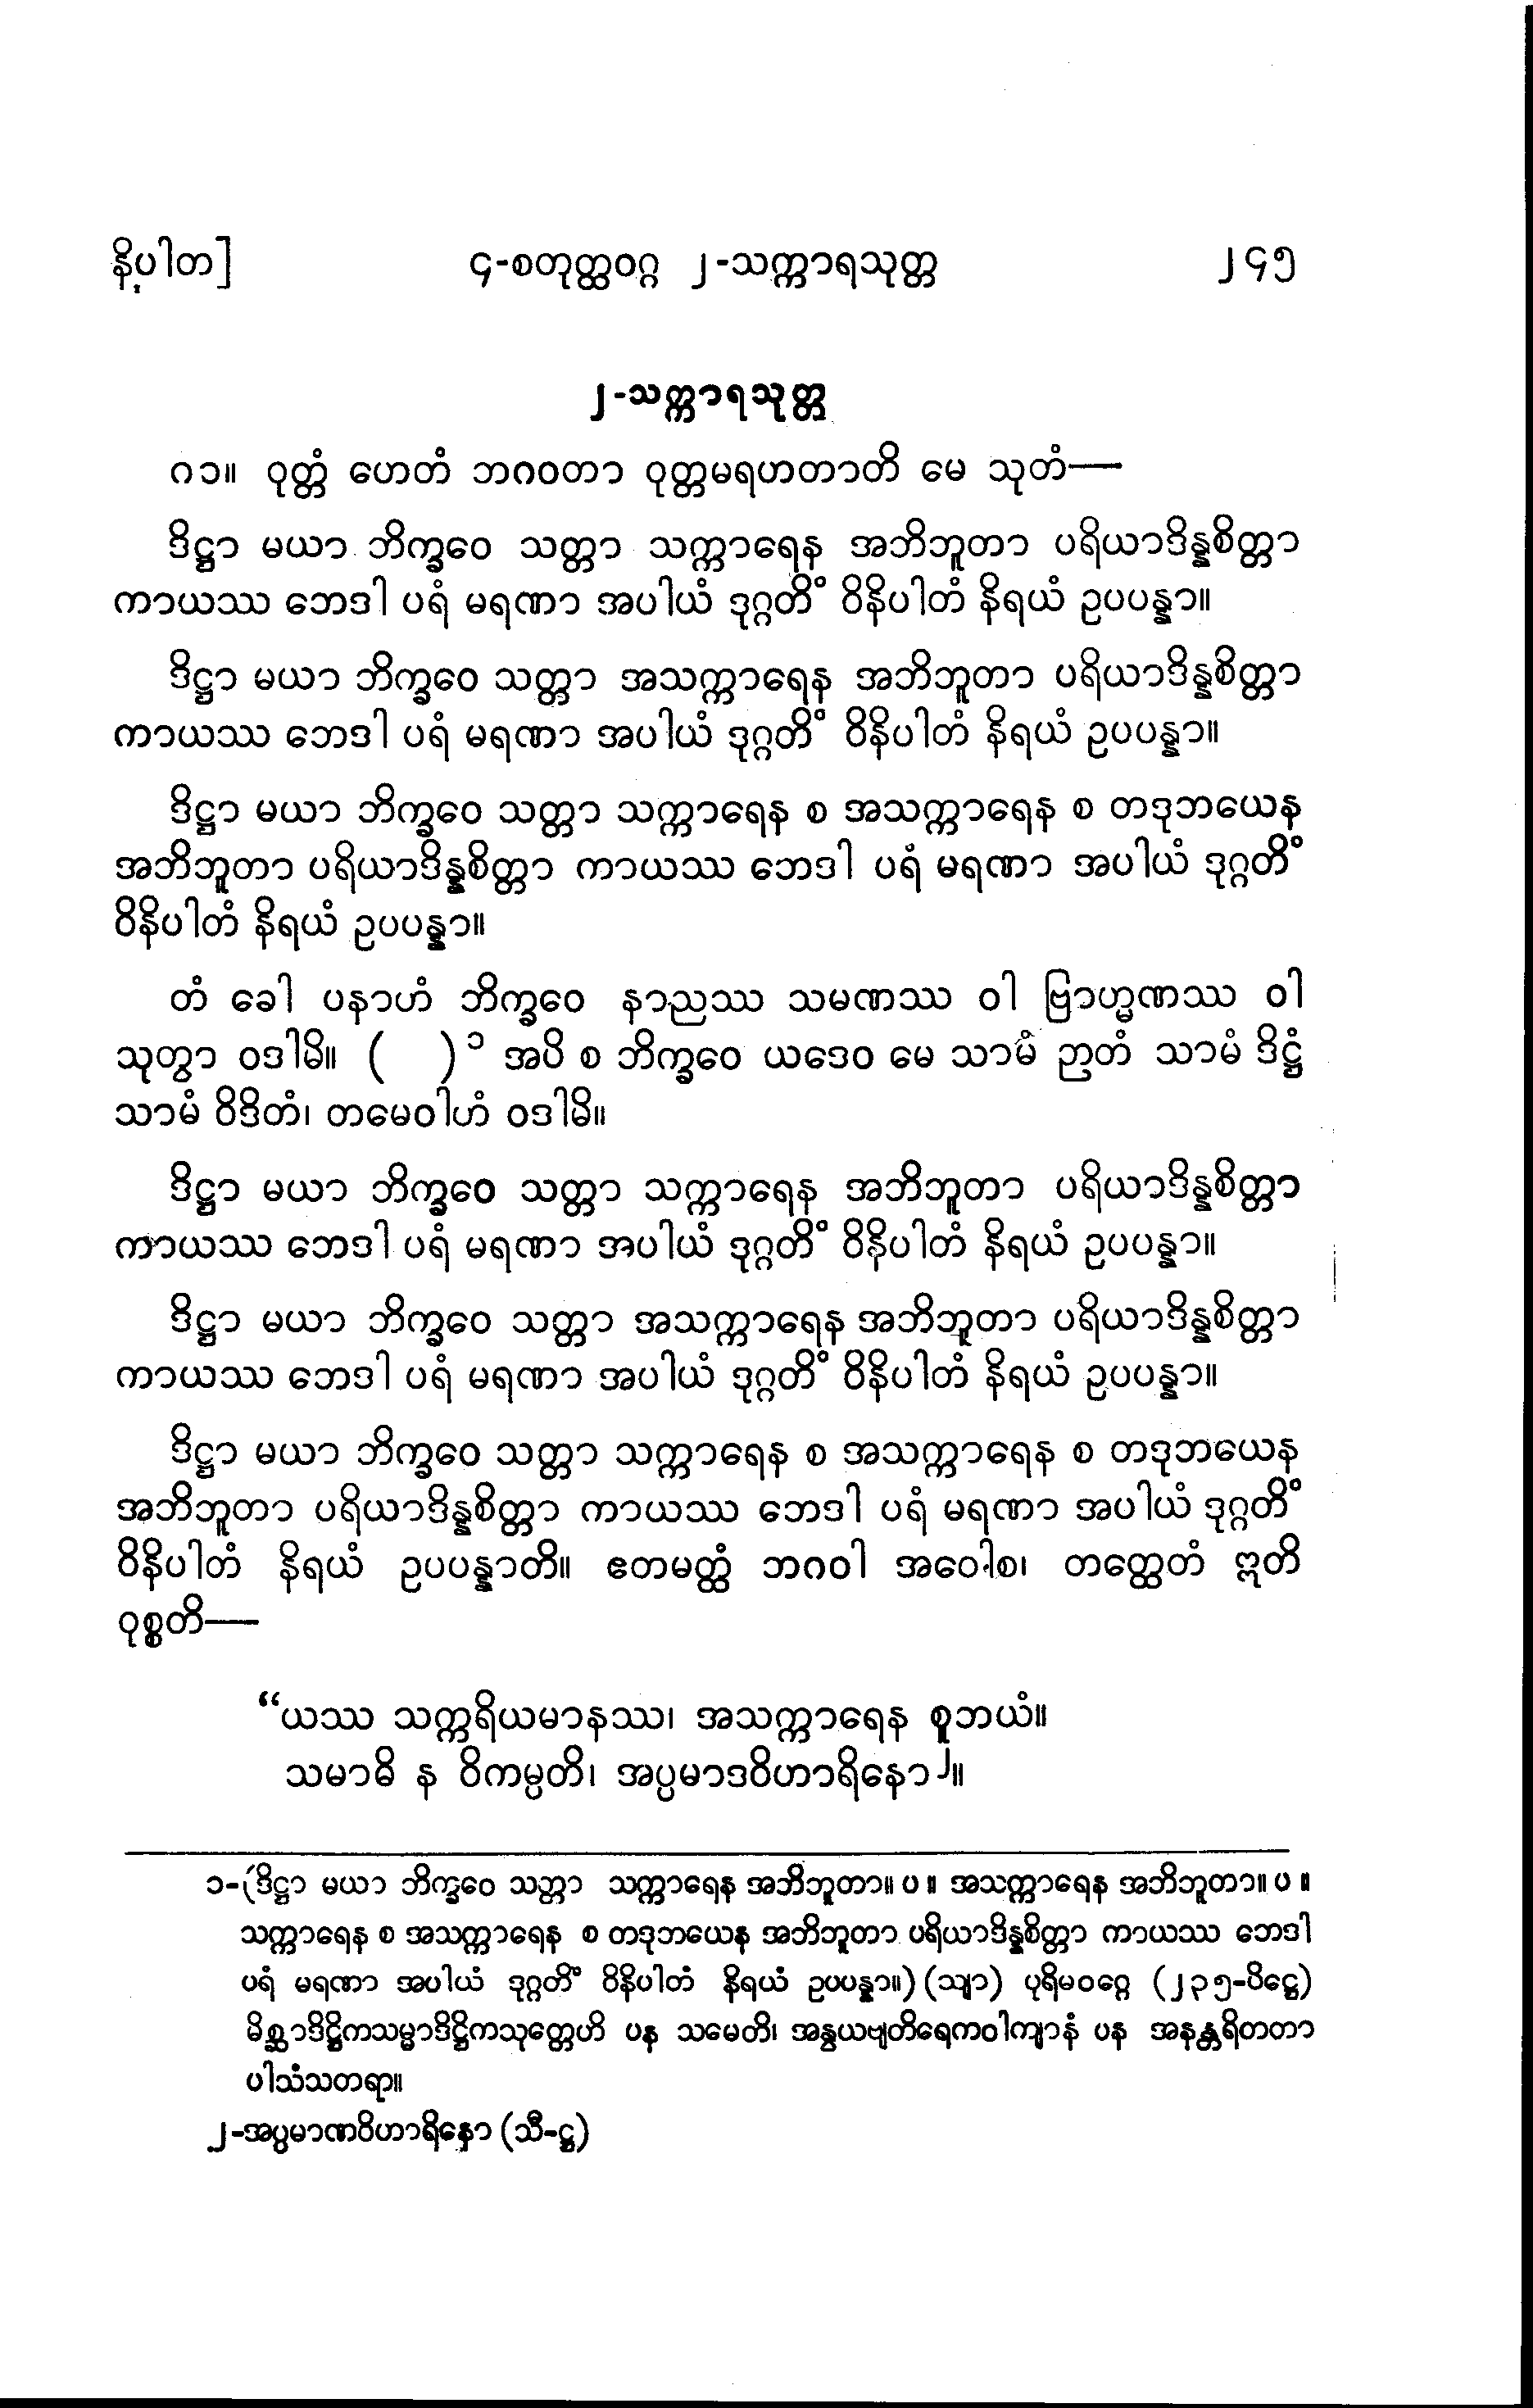 နိပါတ] ၄-စတုတ္ထဝဂ္ဂ ၂-သက္ကာရသုတ္တ ၂၄၅
၂-သက္ကာရသုတ္တ
၈၁။ ဝုတ္တံ ဟေတံ ဘဂဝတာ ဝုတ္တမရဟတာတိ မေ သုတံ—
ဒိဋ္ဌာ မယာ ဘိက္ခဝေ သတ္တာ သက္ကာရေန အဘိဘူတာ ပရိယာဒိန္နစိတ္တာ
ကာယဿ ဘေဒါ ပရံ မရဏာ အပါယံ ဒုဂ္ဂတိံ ဝိနိပါတံ နိရယံ ဥပပန္နာ။
ဒိဋ္ဌာ မယာ ဘိက္ခဝေ သတ္တာ အသက္ကာရေန အဘိဘူတာ ပရိယာဒိန္နစိတ္တာ
ကာယဿ ဘေဒါ ပရံ မရဏာ အပါယံ ဒုဂ္ဂတိံ ဝိနိပါတံ နိရယံ ဥပပန္နာ။
ဒိဋ္ဌာ မယာ ဘိက္ခဝေ သတ္တာ သက္ကာရေန စ အသက္ကာရေန စ တဒုဘယေန
အဘိဘူတာ ပရိယာဒိန္နစိတ္တာ ကာယဿ ဘေဒါ ပရံ မရဏာ အပါယံ ဒုဂ္ဂတိံ
ဝိနိပါတံ နိရယံ ဥပပန္နာ။
တံ ခေါ ပနာဟံ ဘိက္ခဝေ နာညဿ သမဏဿ ဝါ ဗြာဟ္မဏဿ ဝါ
သုတွာ ဝဒါမိ။ ( )၁ အပိ စ ဘိက္ခဝေ ယဒေဝ မေ သာမံ ဉာတံ သာမံ ဒိဋ္ဌံ
သာမံ ဝိဒိတံ၊ တမေဝါဟံ ဝဒါမိ။
ဒိဋ္ဌာ မယာ ဘိက္ခဝေ သတ္တာ သက္ကာရေန အဘိဘူတာ ပရိယာဒိန္နစိတ္တာ
ကာယဿ ဘေဒါ ပရံ မရဏာ အပါယံ ဒုဂ္ဂတိံ ဝိနိပါတံ နိရယံ ဥပပန္နာ။
ဒိဋ္ဌာ မယာ ဘိက္ခဝေ သတ္တာ အသက္ကာရေန အဘိဘူတာ ပရိယာဒိန္နစိတ္တာ
ကာယဿ ဘေဒါ ပရံ မရဏာ အပါယံ ဒုဂ္ဂတိံ ဝိနိပါတံ နိရယံ ဥပပန္နာ။
ဒိဋ္ဌာ မယာ ဘိက္ခဝေ သတ္တာ သက္ကာရေန စ အသက္ကာရေန စ တဒုဘယေန
အဘိဘူတာ ပရိယာဒိန္နစိတ္တာ ကာယဿ ဘေဒါ ပရံ မရဏာ အပါယံ ဒုဂ္ဂတိံ
ဝိနိပါတံ နိရယံ ဥပပန္နာတိ။ ဧတမတ္ထံ ဘဂဝါ အဝေါစ၊ တတ္ထေတံ ဣတိ
ဝုစ္စတိ—
“ယဿ သက္ကရိယမာနဿ၊ အသက္ကာရေန စူဘယံ။
သမာဓိ န ဝိကမ္ပတိ၊ အပ္ပမာဒဝိဟာရိနော၂။
၁-(ဒိဋ္ဌာ မယာ ဘိက္ခဝေ သတ္တာ သက္ကာရေန အဘိဘူတာ။ ပ ။ အသက္ကာရေန အဘိဘူတာ။ ပ ။
သက္ကာရေန စ အသက္ကာရေန စ တဒုဘယေန အဘိဘူတာ ပရိယာဒိန္နစိတ္တာ ကာယဿ ဘေဒါ
ပရံ မရဏာ အပါယံ ဒုဂ္ဂတိံ ဝိနိပါတံ နိရယံ ဥပပန္နာ။) (သျာ) ပုရိမဝဂ္ဂေ (၂၃၅-ပိဋ္ဌေ)
မိစ္ဆာဒိဋ္ဌိကသမ္မာဒိဋ္ဌိကသုတ္တေဟိ ပန သမေတိ၊ အနွယဗျတိရေကဝါကျာနံ ပန အနန္တရိတတာ
ပါသံသတရာ။
၂-အပ္ပမာဏဝိဟာရိနော (သီ-ဋ္ဌ)